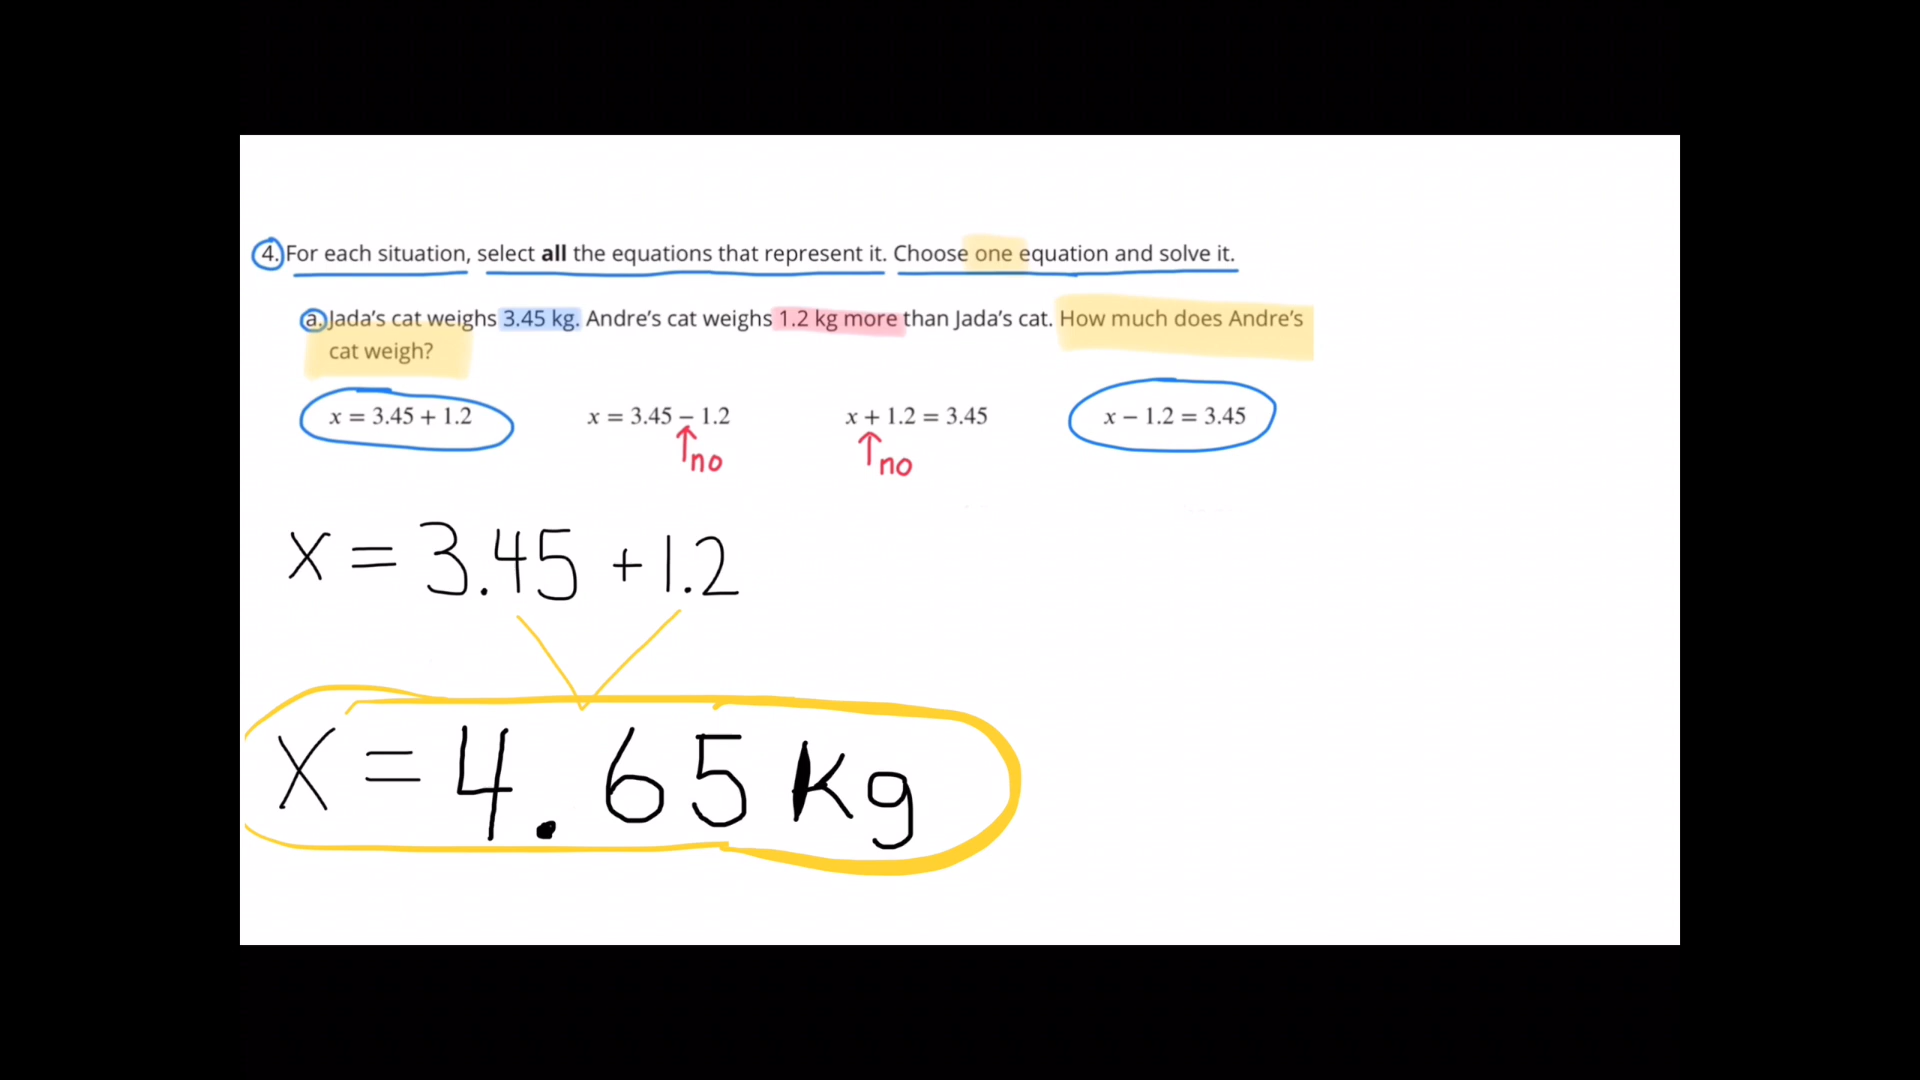 4. For each situation, select all the equations that represent it. Choose one equation and solve it.
a. Jada's cat weighs 3.45 kg. Andre's cat weighs 1.2 kg more than Jada's cat. How much does Andre's
cat weigh?
x = 3.45 + 1.2 x = 3.45 − 1.2 x + 1.2 = 3.45 x − 1.2 = 3.45
no no
x = 3.45 + 1.2
x = 4.65 kg